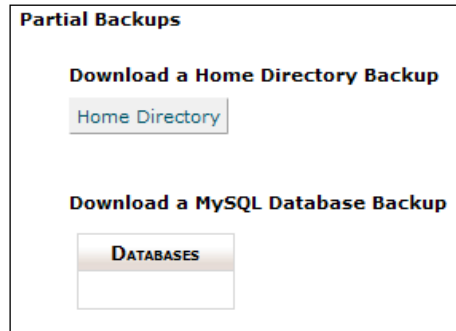 Partial Backups
Download a Home Directory Backup
Home Directory
Download a MySQL Database Backup
DATABASES